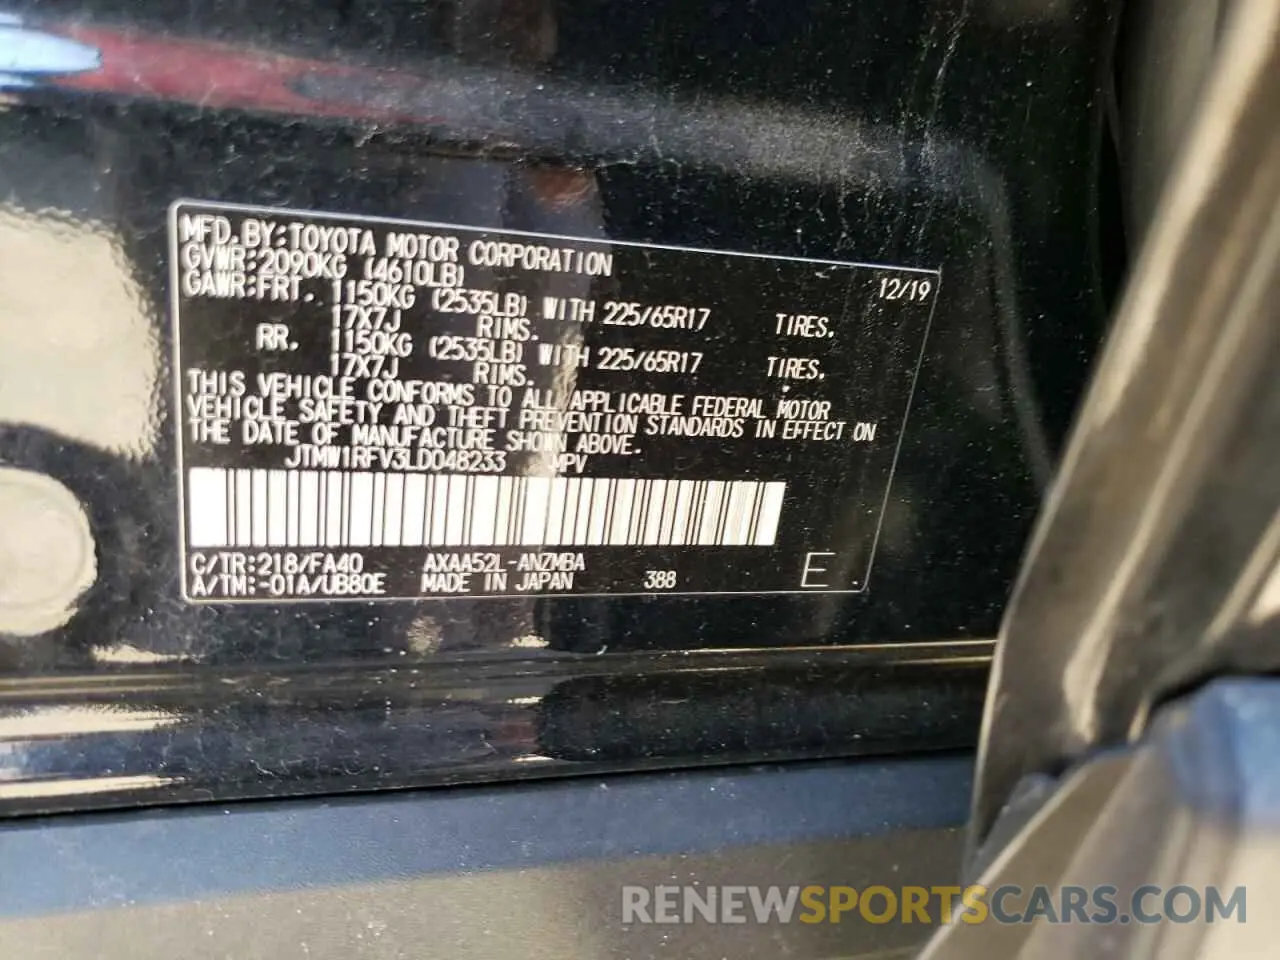 MFD.BY:TOYOTA MOTOR CORPORATION 12/19
GVWR:2090KG (4610LB)
GAWR:FRT. 1150KG (2535LB) WITH 225/65R17 TIRES.
17X7J RIMS.
RR. 1150KG (2535LB) WITH 225/65R17 TIRES.
17X7J RIMS.
THIS VEHICLE CONFORMS TO ALL APPLICABLE FEDERAL MOTOR
VEHICLE SAFETY AND THEFT PREVENTION STANDARDS IN EFFECT ON
THE DATE OF MANUFACTURE SHOWN ABOVE.
JTMW1RFV3LD048233 MPV
C/TR:218/FA40 AXAA52L-ANZMBA
A/TM:-01A/UB80E MADE IN JAPAN 388 E
RENEWSPORTSCARS.COM